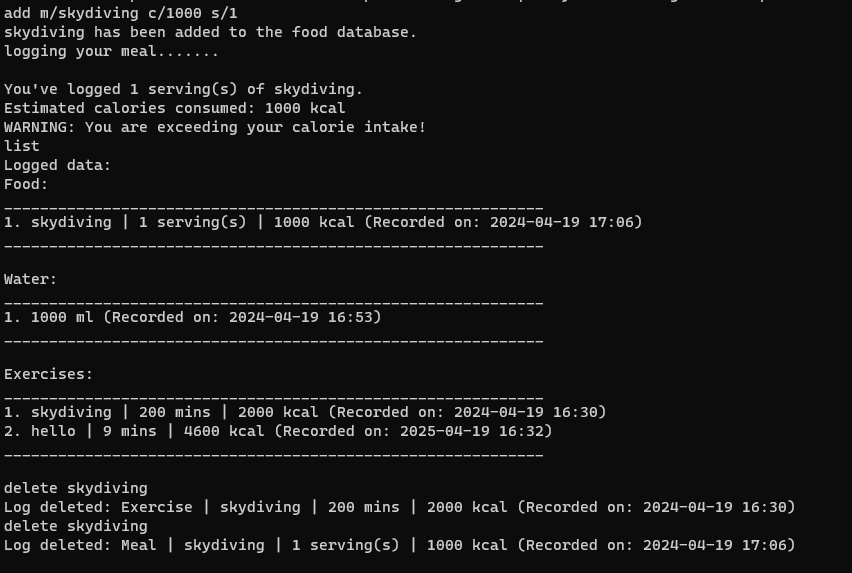 add m/skydiving c/1000 s/1
skydiving has been added to the food database.
logging your meal.......
You've logged 1 serving(s) of skydiving.
Estimated calories consumed: 1000 kcal
WARNING: You are exceeding your calorie intake!
list
Logged data:
Food:
____________________________________________________________
1. skydiving | 1 serving(s) | 1000 kcal (Recorded on: 2024-04-19 17:06)
____________________________________________________________
Water:
____________________________________________________________
1. 1000 ml (Recorded on: 2024-04-19 16:53)
____________________________________________________________
Exercises:
____________________________________________________________
1. skydiving | 200 mins | 2000 kcal (Recorded on: 2024-04-19 16:30)
2. hello | 9 mins | 4600 kcal (Recorded on: 2025-04-19 16:32)
____________________________________________________________
delete skydiving
Log deleted: Exercise | skydiving | 200 mins | 2000 kcal (Recorded on: 2024-04-19 16:30)
delete skydiving
Log deleted: Meal | skydiving | 1 serving(s) | 1000 kcal (Recorded on: 2024-04-19 17:06)